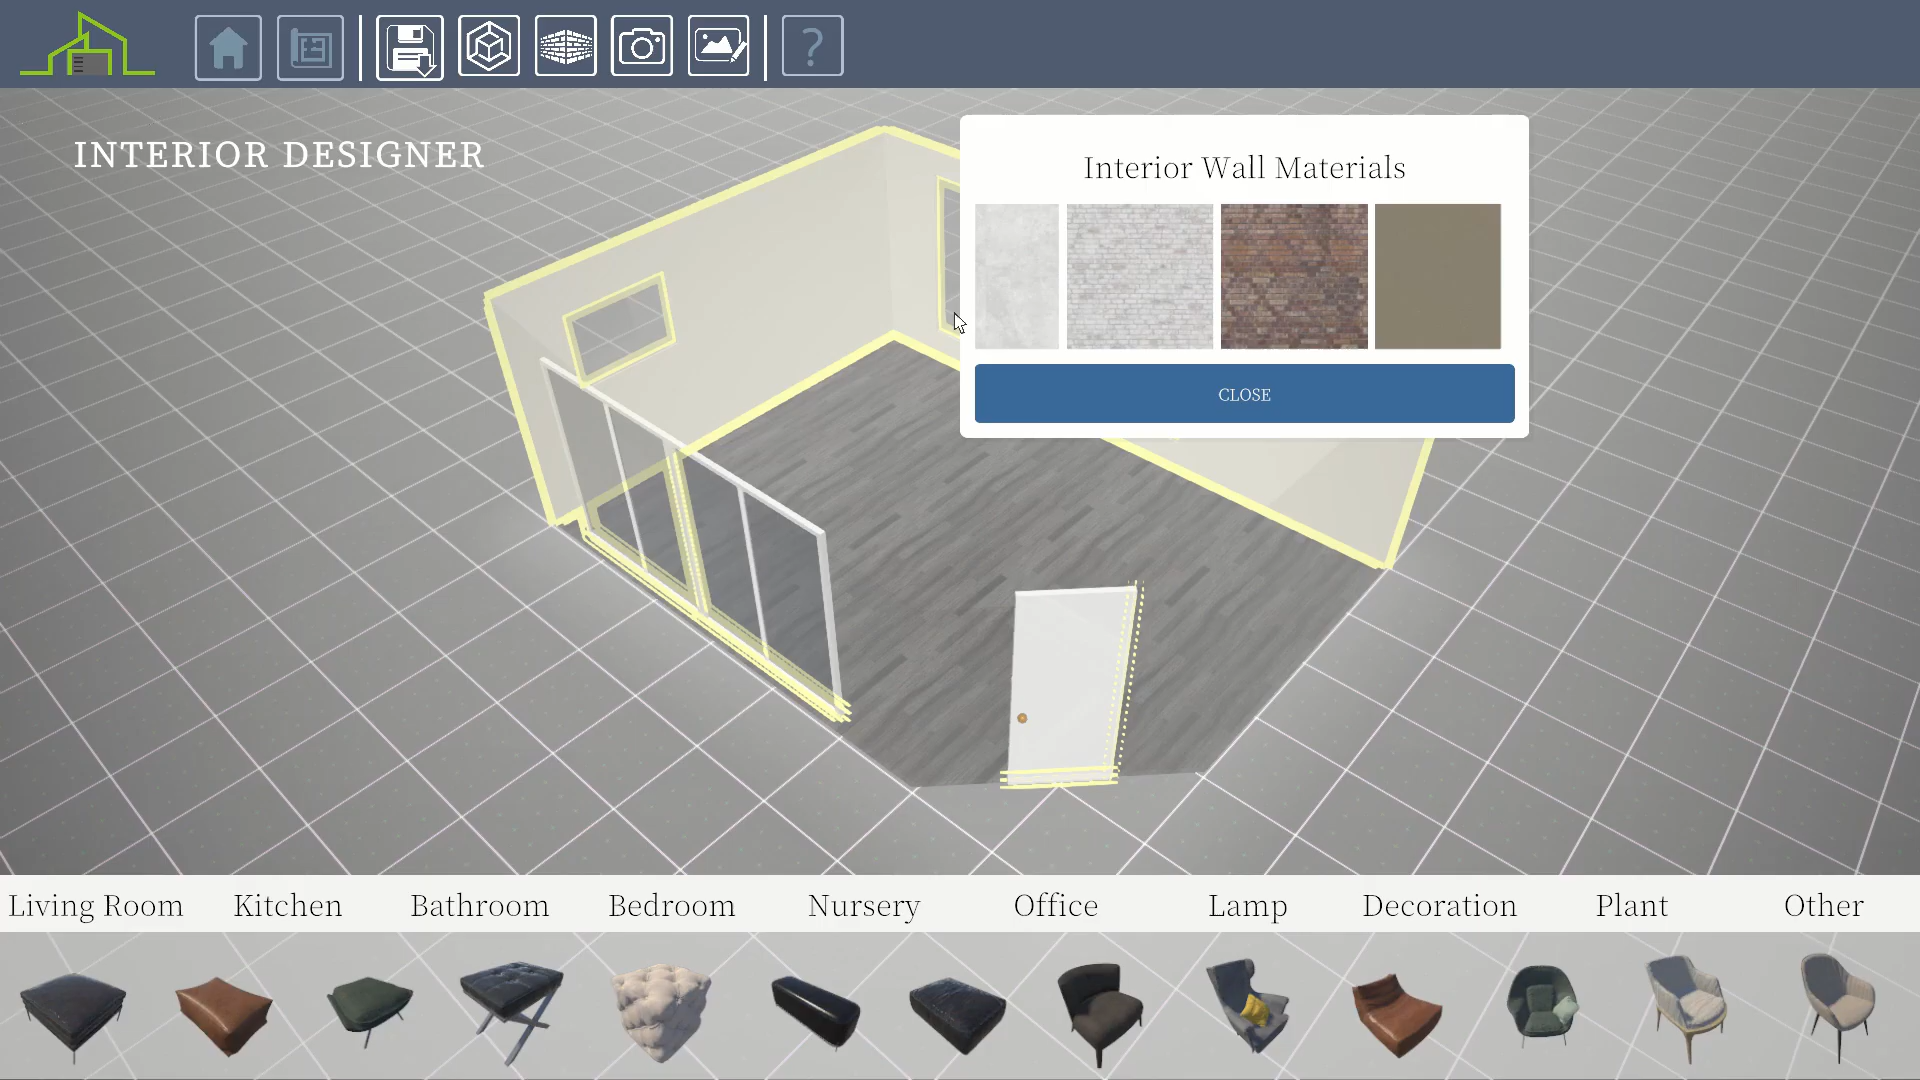 INTERIOR DESIGNER
Interior Wall Materials
CLOSE
Living Room Kitchen Bathroom Bedroom Nursery Office Lamp Decoration Plant Other